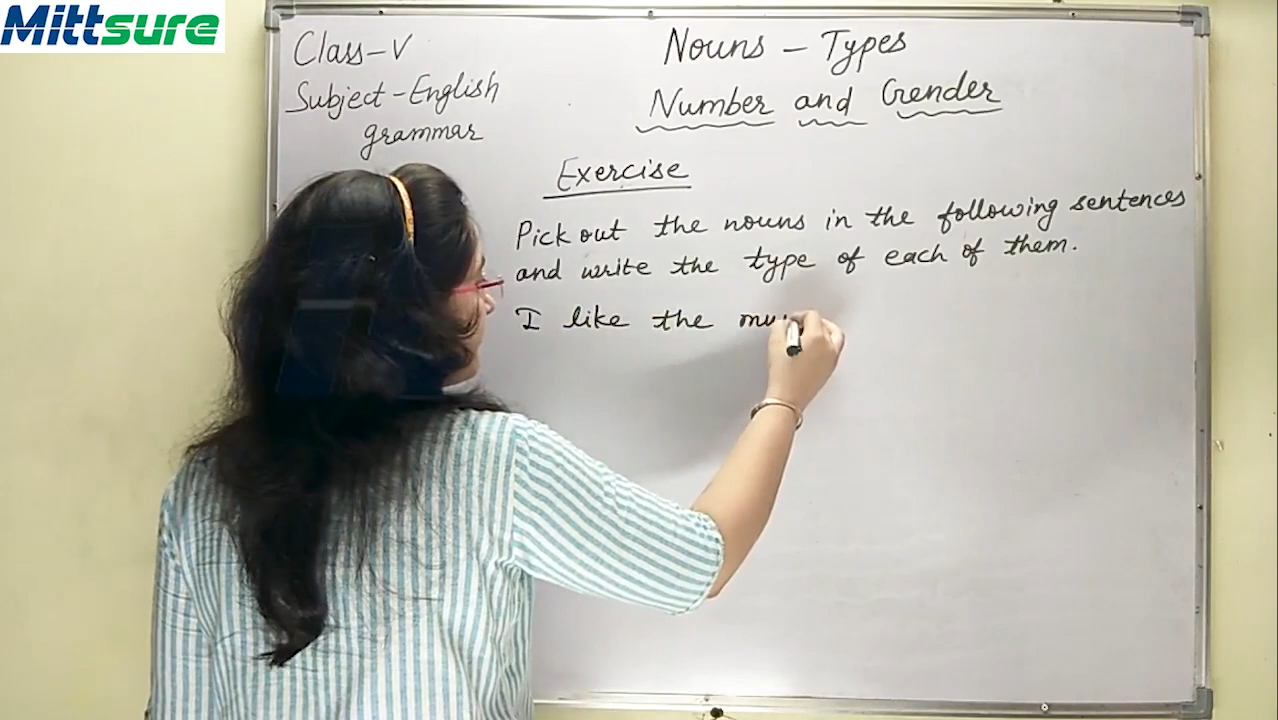 Mittsure
Class-V
Subject-English
grammar
Nouns - Types
Number and Gender
Exercise
Pick out the nouns in the following sentences
and write the type of each of them.
I like the